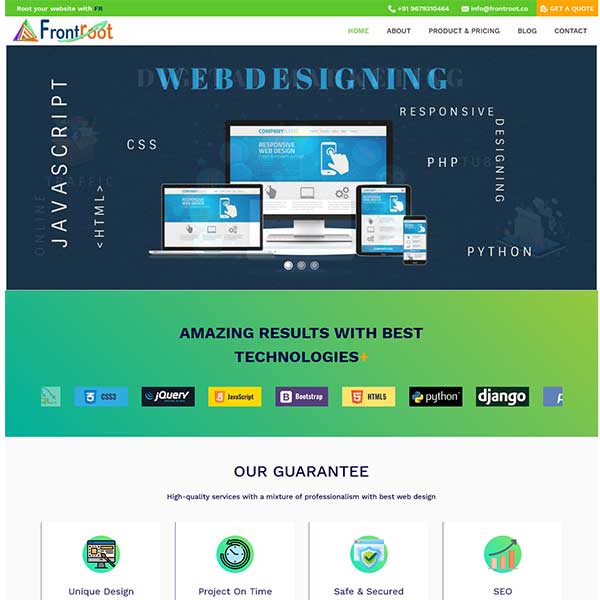 Root your website with FR
+91 9679310464
info@frontroot.co
GET A QUOTE
Frontroot
HOME
ABOUT
PRODUCT & PRICING
BLOG
CONTACT
WEB DESIGNING
JAVASCRIPT
<HTML>
CSS
RESPONSIVE
DESIGNING
PHP
PYTHON
RESPONSIVE
WEB DESIGN
AMAZING RESULTS WITH BEST
TECHNOLOGIES+
CSS3
jQuery
JavaScript
Bootstrap
HTML5
python
django
OUR GUARANTEE
High-quality services with a mixture of professionalism with best web design
Unique Design
Project On Time
Safe & Secured
SEO